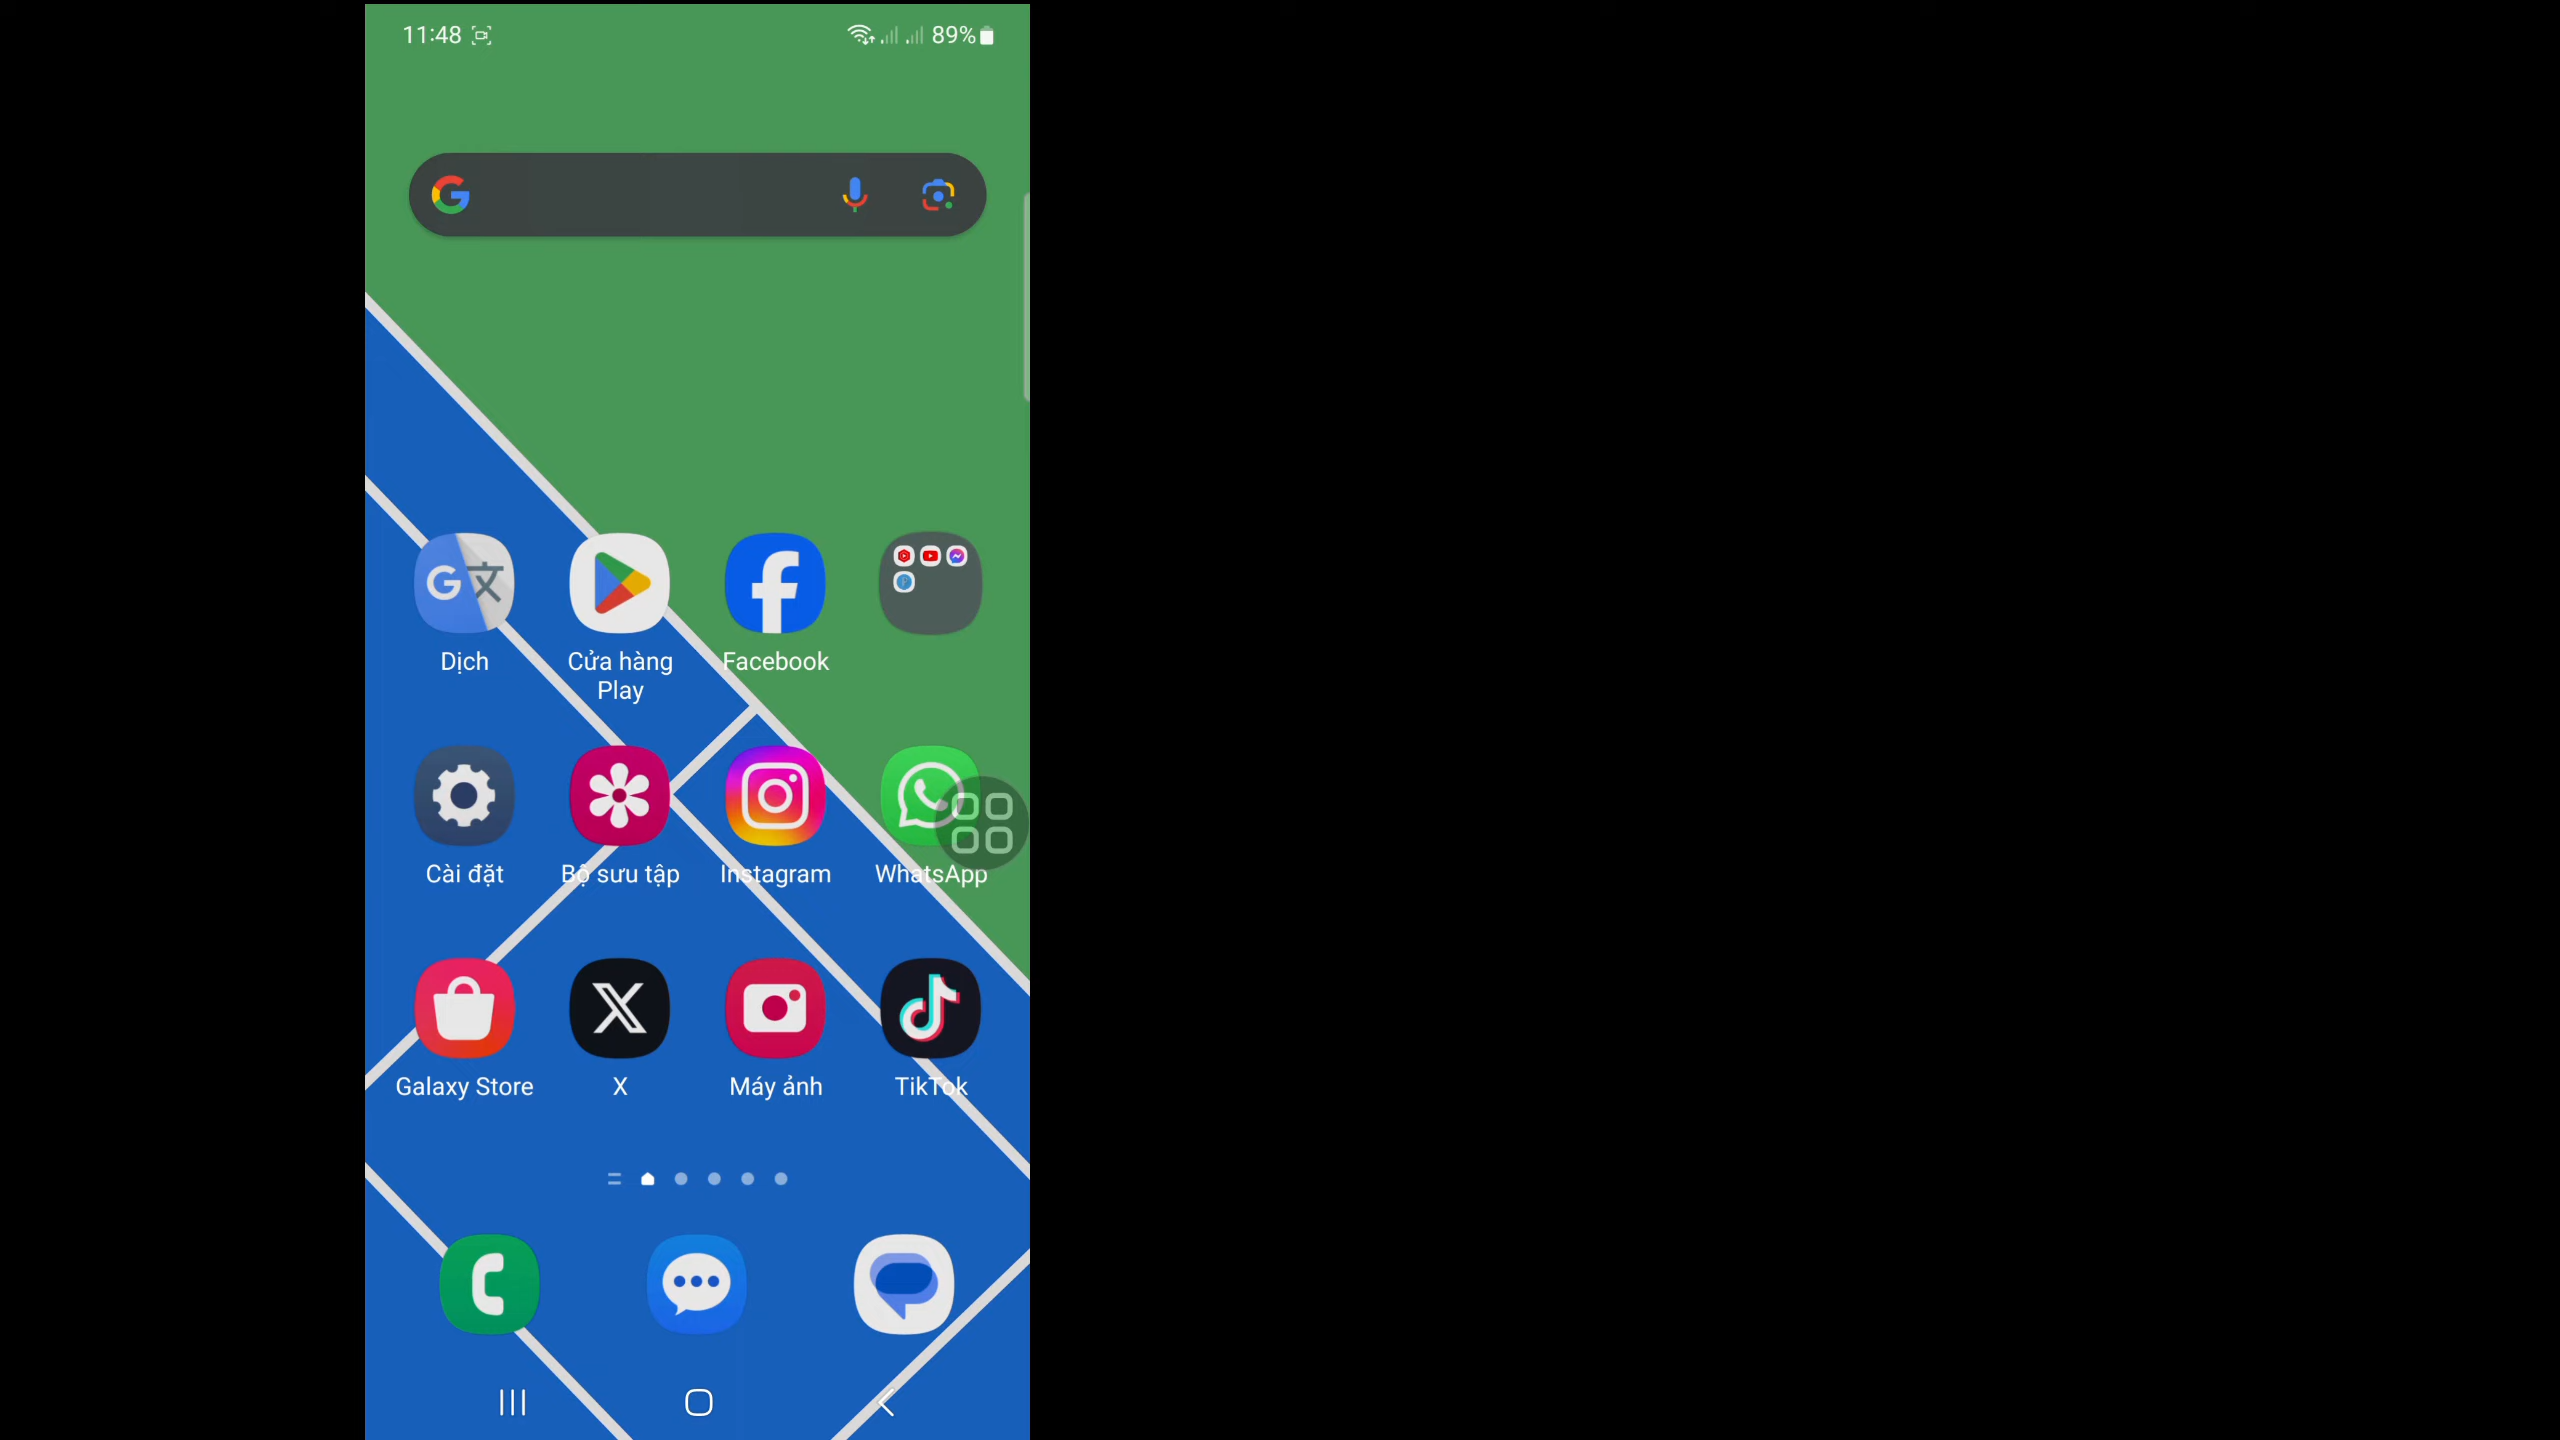 11:48 89%
Dịch Cửa hàng Play Facebook
Cài đặt Bộ sưu tập Instagram WhatsApp
Galaxy Store X Máy ảnh TikTok